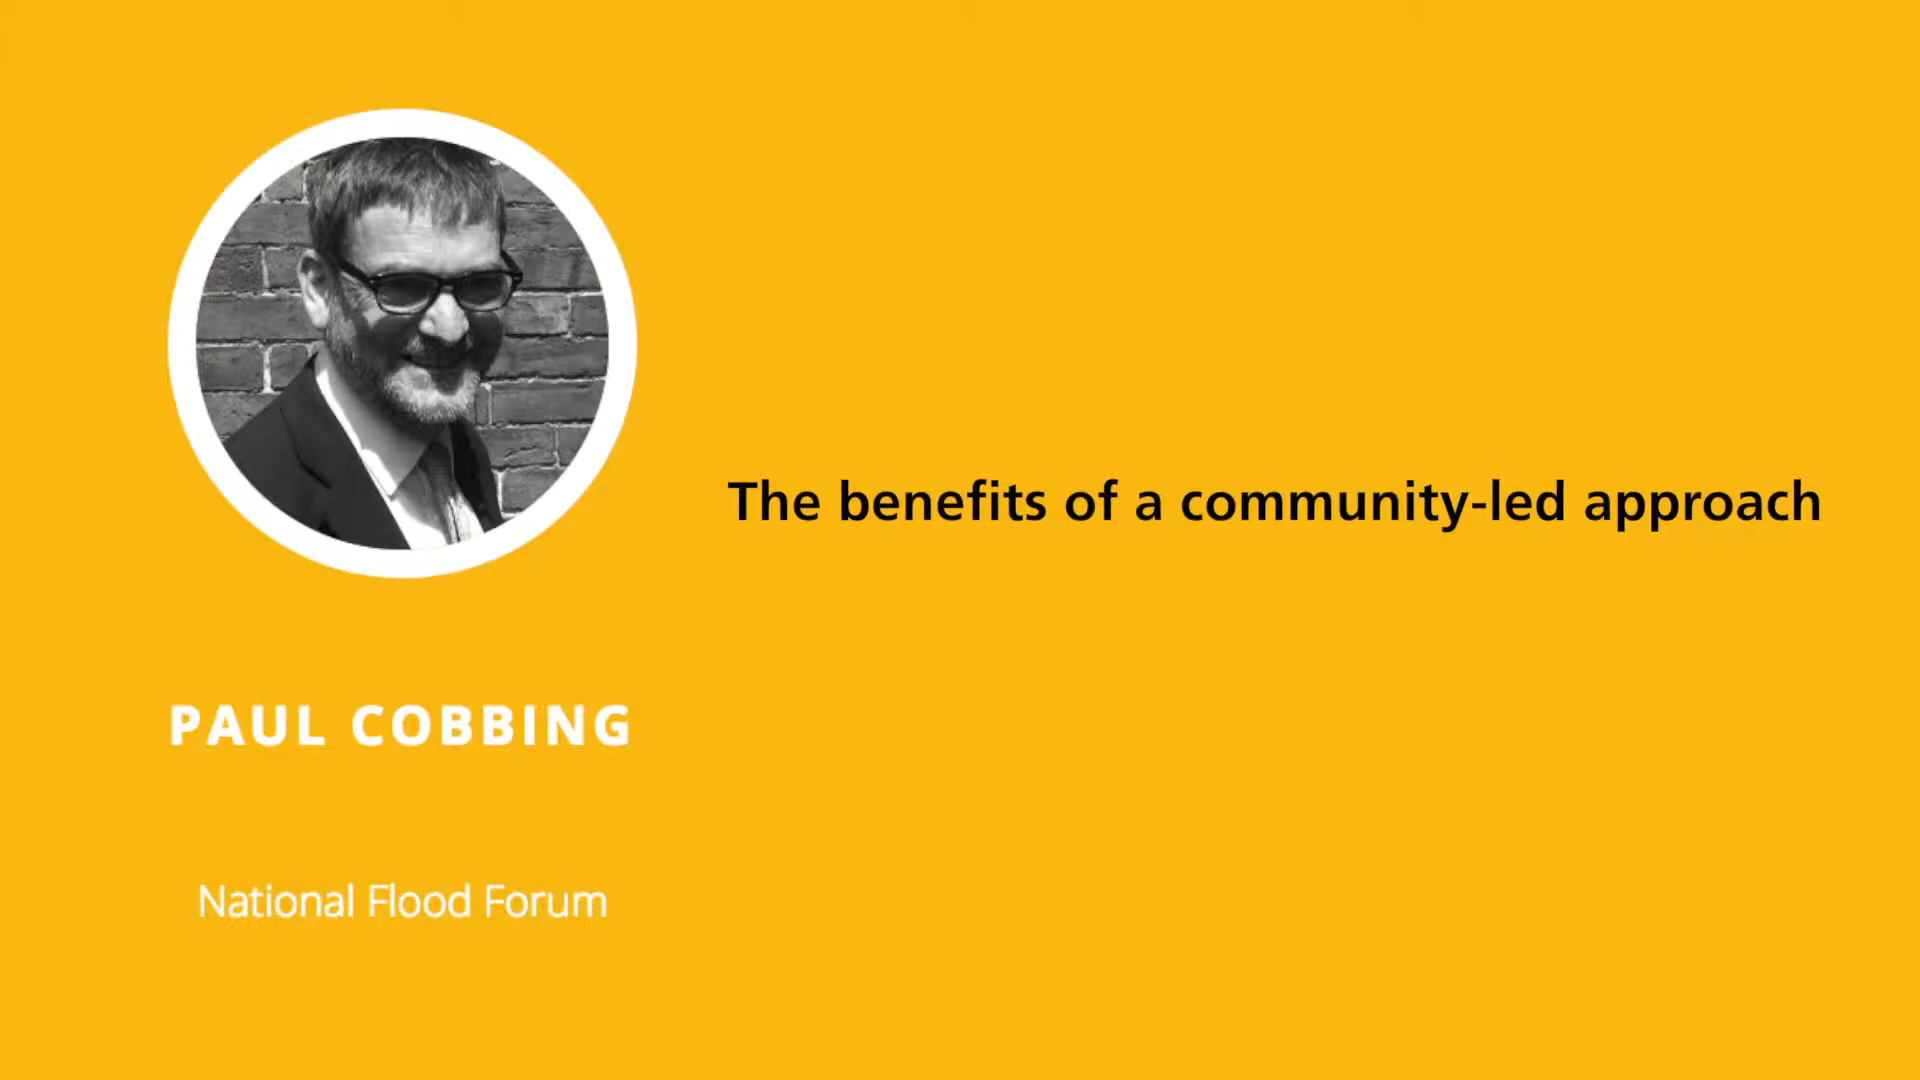 The benefits of a community-led approach
PAUL COBBING
National Flood Forum